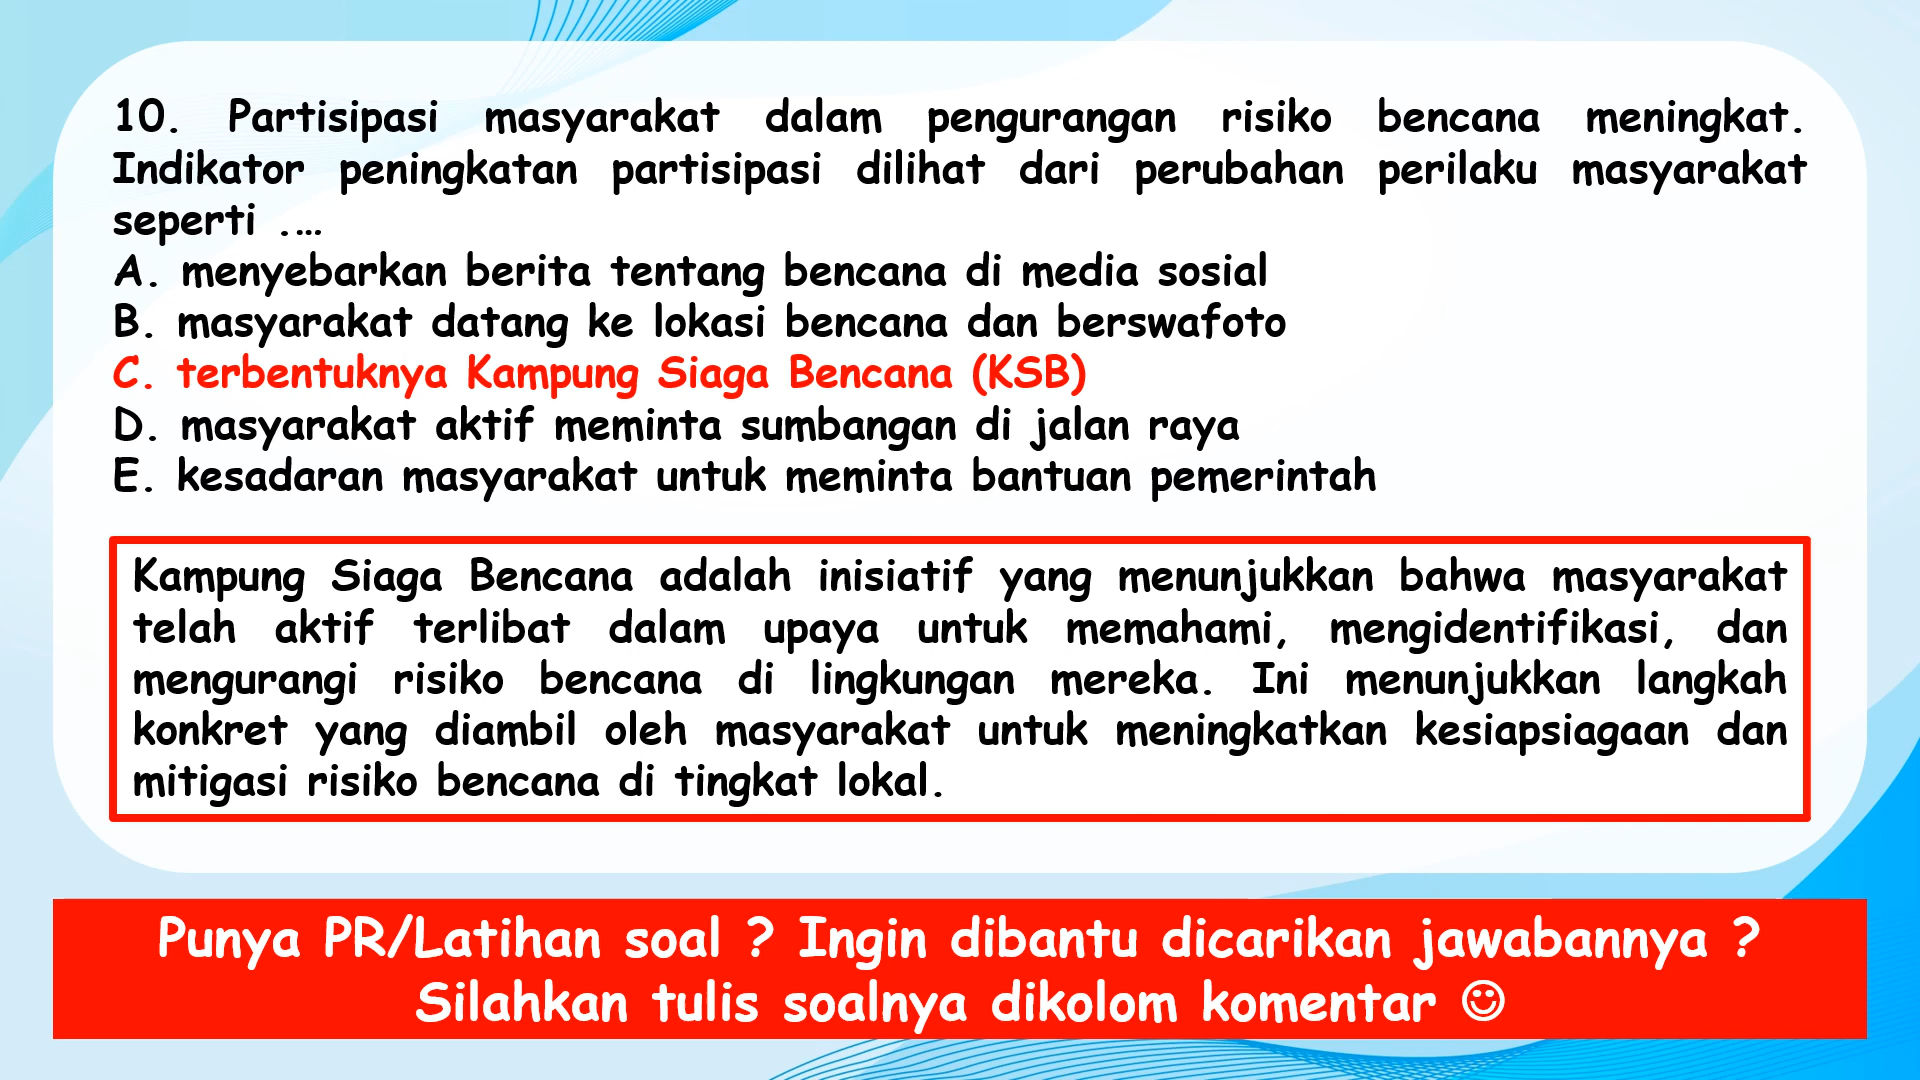 10. Partisipasi masyarakat dalam pengurangan risiko bencana meningkat.
Indikator peningkatan partisipasi dilihat dari perubahan perilaku masyarakat
seperti ....
A. menyebarkan berita tentang bencana di media sosial
B. masyarakat datang ke lokasi bencana dan berswafoto
C. terbentuknya Kampung Siaga Bencana (KSB)
D. masyarakat aktif meminta sumbangan di jalan raya
E. kesadaran masyarakat untuk meminta bantuan pemerintah
Kampung Siaga Bencana adalah inisiatif yang menunjukkan bahwa masyarakat
telah aktif terlibat dalam upaya untuk memahami, mengidentifikasi, dan
mengurangi risiko bencana di lingkungan mereka. Ini menunjukkan langkah
konkret yang diambil oleh masyarakat untuk meningkatkan kesiapsiagaan dan
mitigasi risiko bencana di tingkat lokal.
Punya PR/Latihan soal ? Ingin dibantu dicarikan jawabannya ?
Silahkan tulis soalnya dikolom komentar ☺